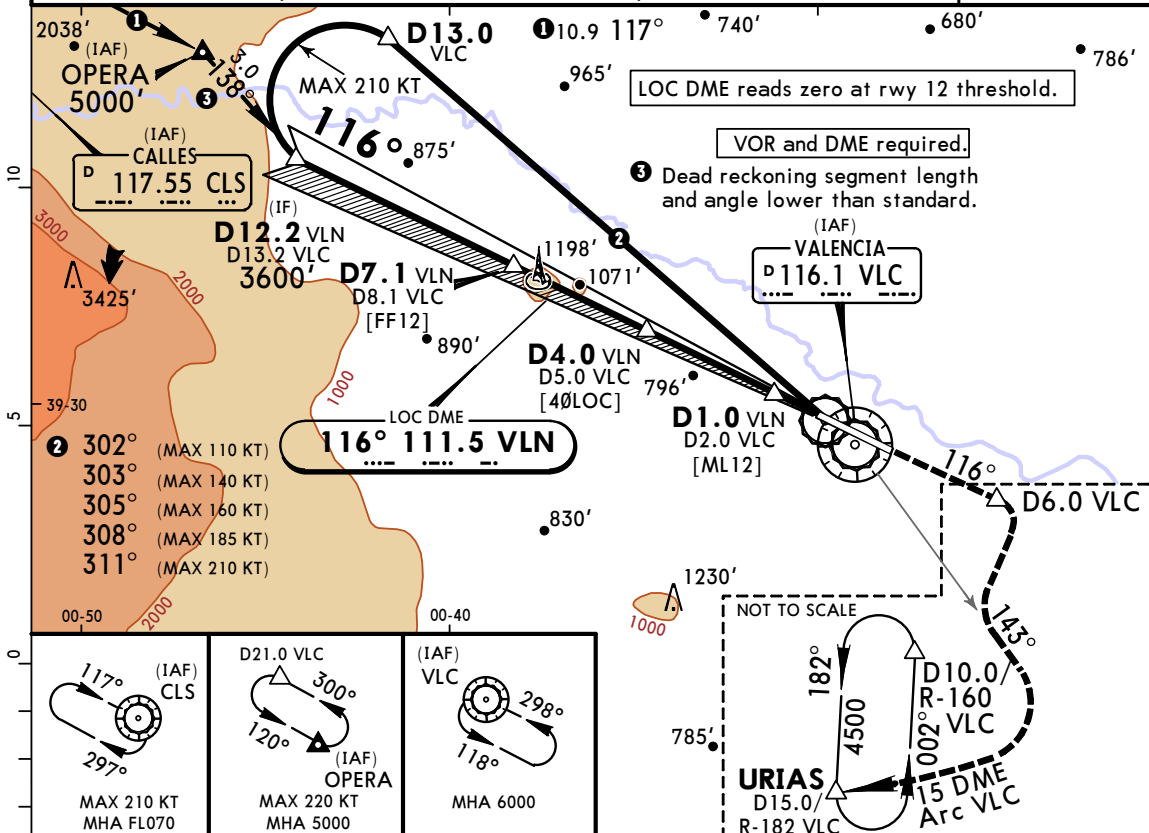 2038'
❶
(IAF)
OPERA
5000'
3.0
138°
❸
D13.0
VLC
MAX 210 KT
❶ 10.9 117°
740'
680'
786'
965'
LOC DME reads zero at rwy 12 threshold.
VOR and DME required.
❸ Dead reckoning segment length
and angle lower than standard.
(IAF)
CALLES
D 117.55 CLS
116°
875'
10
(IF)
D12.2 VLN
D13.2 VLC
3600'
❷
(IAF)
VALENCIA
D 116.1 VLC
3000
2000
3425'
D7.1 VLN
D8.1 VLC
[FF12]
1198'
1071'
890'
D4.0 VLN
D5.0 VLC
[4ØLOC]
796'
1000
5
39-30
LOC DME
116° 111.5 VLN
D1.0 VLN
D2.0 VLC
[ML12]
❷ 302° (MAX 110 KT)
303° (MAX 140 KT)
305° (MAX 160 KT)
308° (MAX 185 KT)
311° (MAX 210 KT)
116°
D6.0 VLC
830'
1230'
1000
00-50
2000
00-40
0
NOT TO SCALE
143°
182°
4500
002°
D10.0/
R-160
VLC
785'
URIAS
D15.0/
R-182 VLC
15 DME
Arc VLC
117°
(IAF)
CLS
297°
MAX 210 KT
MHA FL070
D21.0 VLC
300°
120°
(IAF)
OPERA
MAX 220 KT
MHA 5000
(IAF)
VLC
298°
118°
MHA 6000